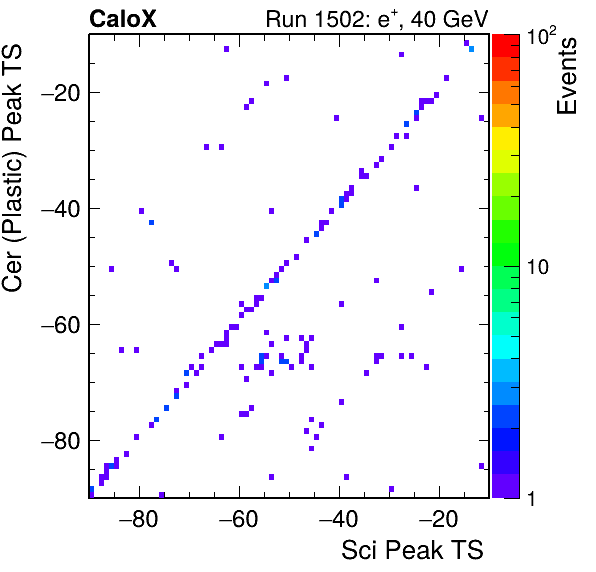 CaloX
Run 1502: e+, 40 GeV
Cer (Plastic) Peak TS
−20
−40
−60
−80
−80
−60
−40
−20
Sci Peak TS
10²
10
1
Events